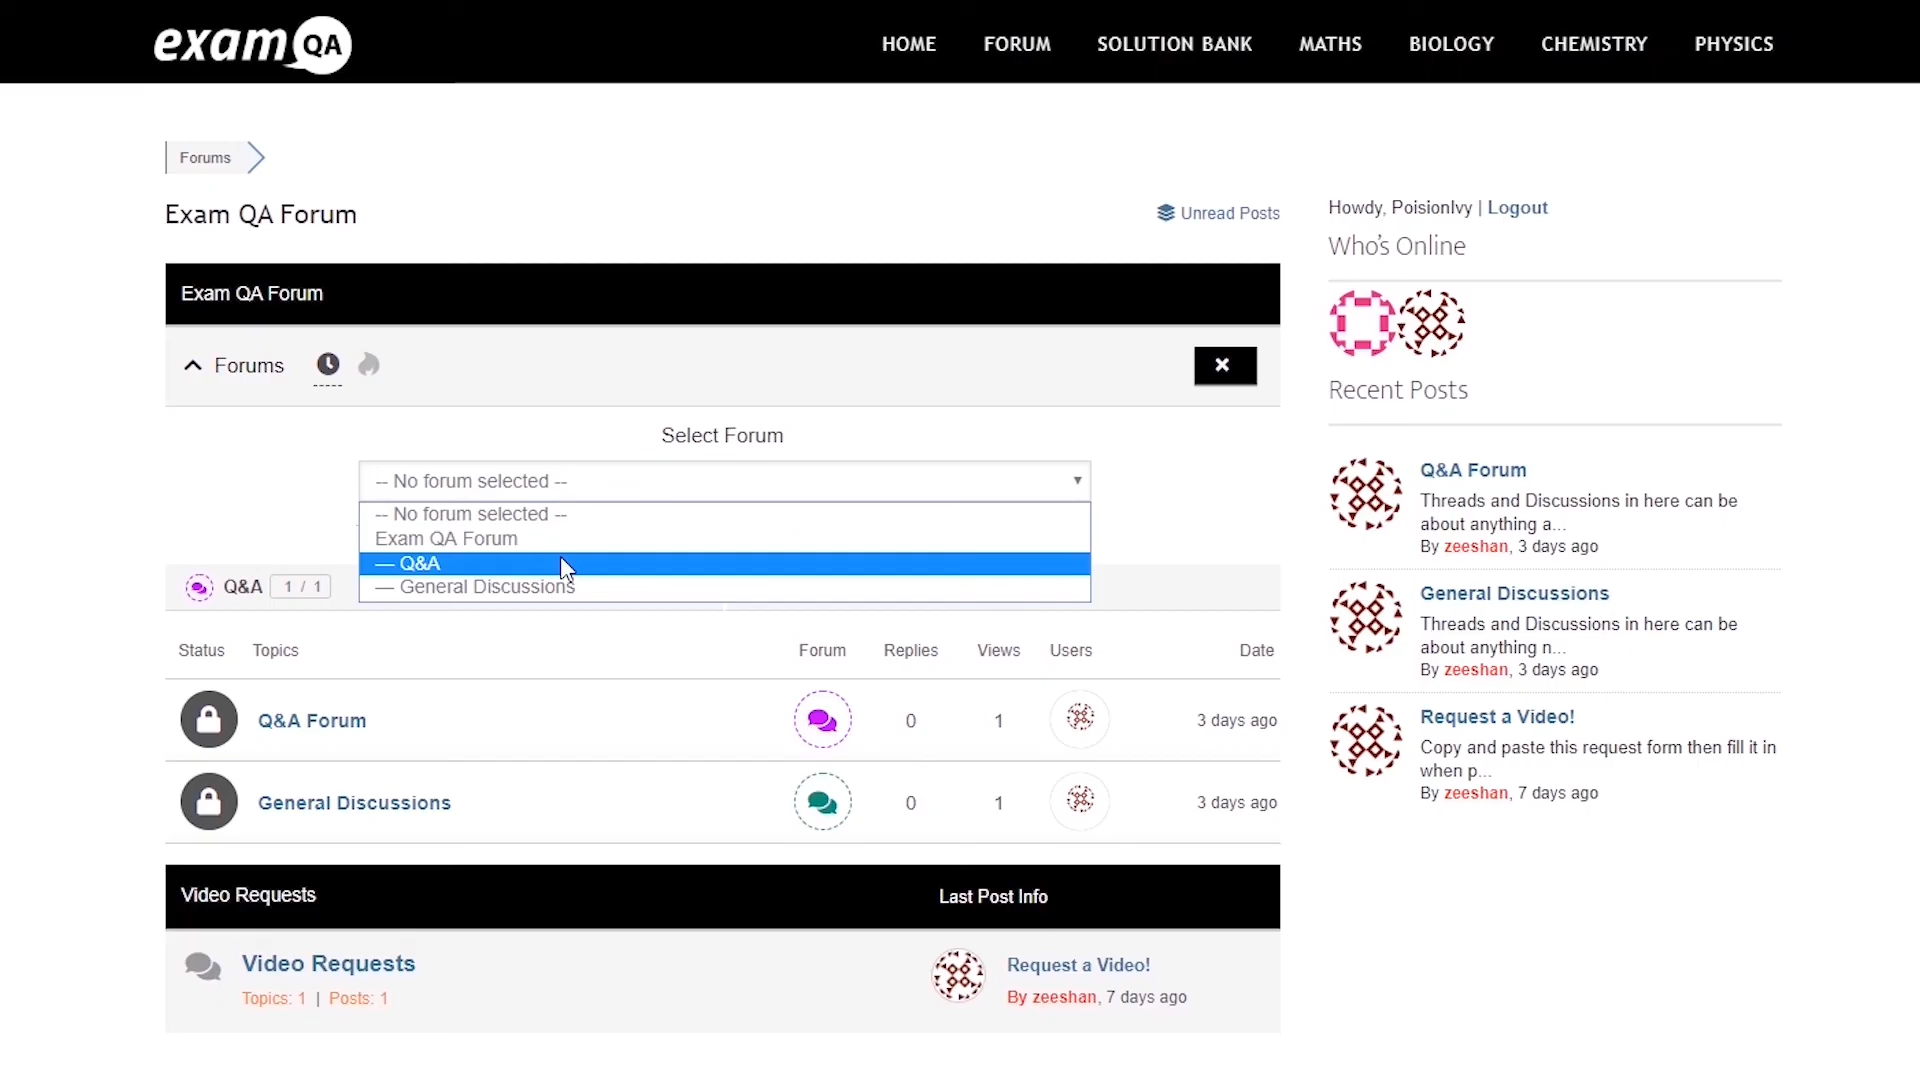 exam QA
HOME FORUM SOLUTION BANK MATHS BIOLOGY CHEMISTRY PHYSICS
Forums
Exam QA Forum
Unread Posts
Exam QA Forum
Forums
Select Forum
-- No forum selected --
-- No forum selected --
Exam QA Forum
— Q&A
— General Discussions
Q&A 1 / 1
Status Topics Forum Replies Views Users Date
Q&A Forum 0 1 3 days ago
General Discussions 0 1 3 days ago
Video Requests Last Post Info
Video Requests
Topics: 1 | Posts: 1
Request a Video!
By zeeshan, 7 days ago
Howdy, PoisionIvy | Logout
Who's Online
Recent Posts
Q&A Forum
Threads and Discussions in here can be
about anything a...
By zeeshan, 3 days ago
General Discussions
Threads and Discussions in here can be
about anything n...
By zeeshan, 3 days ago
Request a Video!
Copy and paste this request form then fill it in
when p...
By zeeshan, 7 days ago